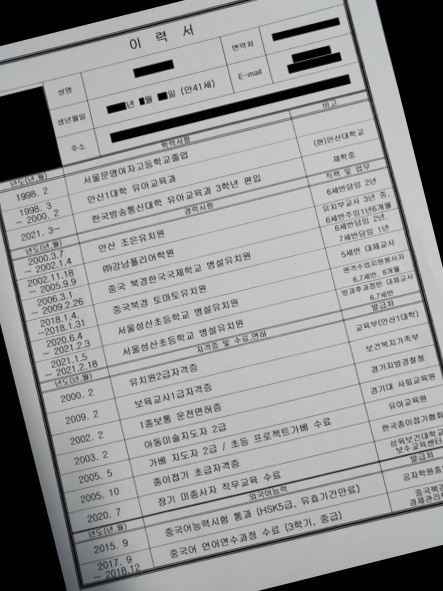 이 력 서
성명
연락처
생년월일
년 월 일 (만41세)
E-mail
주소
년도(년,월)
학력사항
비고
1998. 2
서울문영여자고등학교졸업
1998. 3 ~ 2000. 2
안산1대학 유아교육과
(현)안산대학교
2021. 3~
한국방송통신대학 유아교육과 3학년 편입
재학중
년도(년,월)
경력사항
직책 및 업무
2000.3.7 ~ 2002.1.4
안산 조은유치원
6세반담임 2년
2002.11.18 ~ 2005.9.9
㈜강남폴리어학원
유치부교사 3년 중,
6세반주임1년6개월
2006.3.1 ~ 2009.2.26
중국 북경한국국제학교 병설유치원
6세반담임 2년,
7세반담임 1년
2018.1.4. ~2018.1.31
중국북경 토마토유치원
5세반 대체교사
2020.6.4 ~ 2021.2.3
서울성산초등학교 병설유치원
원격수업지원봉사자
6,7세반, 8개월
2021.1.5 ~ 2021.2.18
서울성산초등학교 병설유치원
방과후과정반 대체교사
6,7세반
년도(년,월)
자격증 및 수료,면허
발급처
2000. 2
유치원2급자격증
교육부(안산1대학)
2009. 2
보육교사1급자격증
보건복지가족부
2002. 2
1종보통 운전면허증
경기지방경찰청
2003. 2
아동미술지도자 2급
경기대 사회교육원
2005. 5
가베 지도자 2급 / 초등 프로젝트가베 수료
유아교육원
2005. 10
종이접기 초급자격증
한국종이접기협회
2020. 7
장기 미종사자 직무교육 수료
삼육보건대학교
보수교육센터
년도(년,월)
외국어능력
발급처
2015. 9
중국어능력시험 통과 (HSK5급, 유효기간만료)
공자학원총
2017. 9 ~ 2018.12
중국어 언어연수과정 수료 (3학기, 중급)
중국북경
경제관리